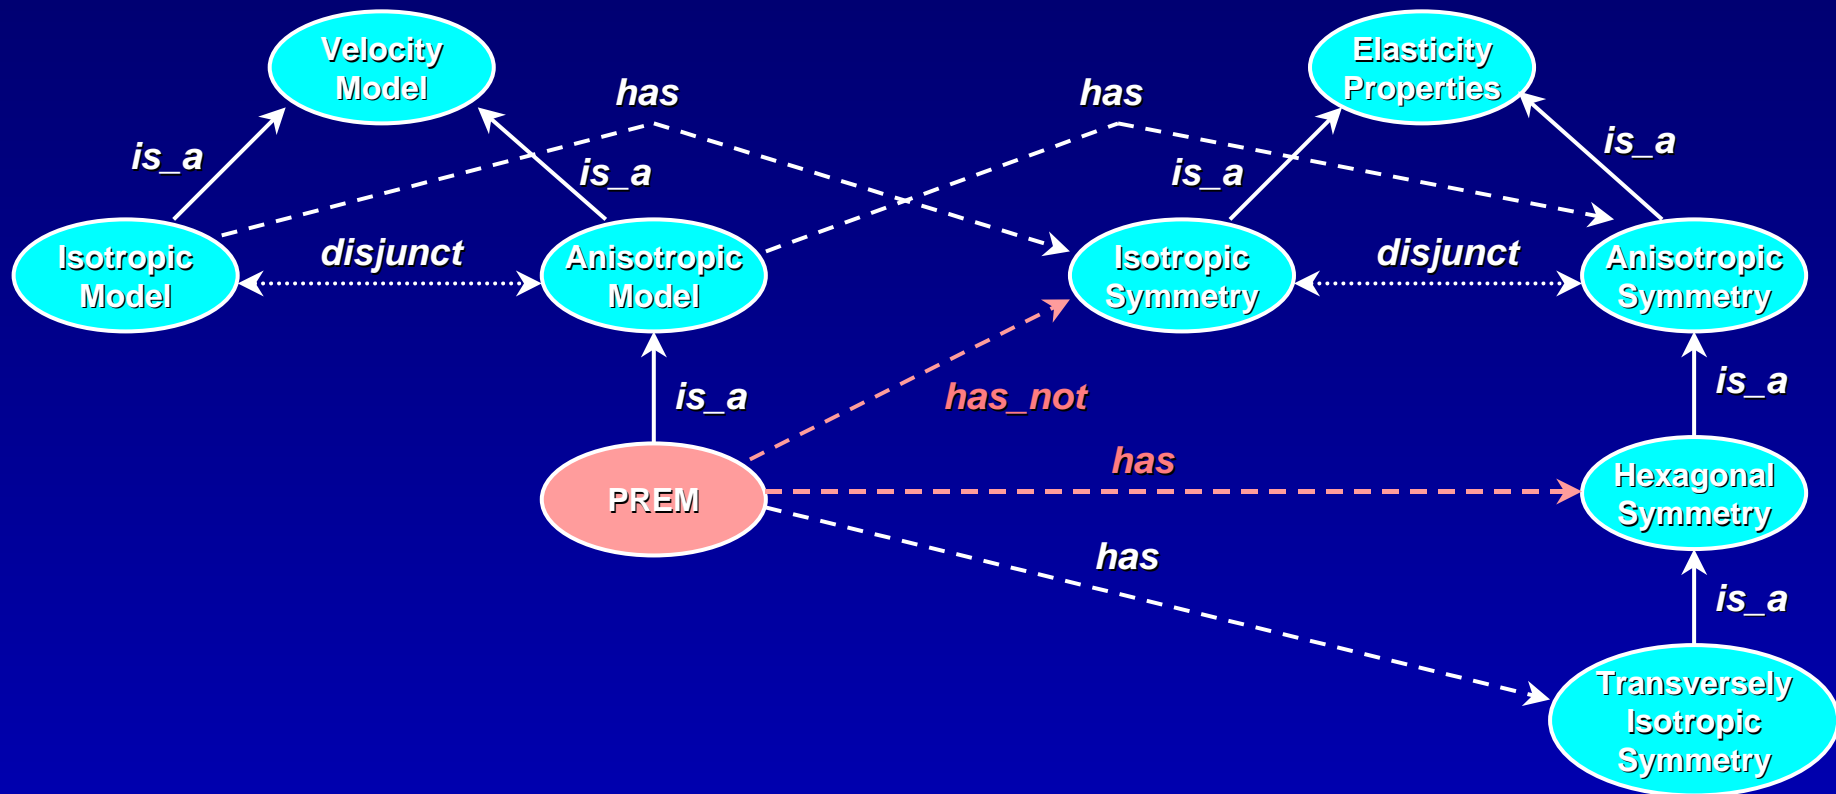 Velocity
Model
Elasticity
Properties
has
has
is_a
is_a
is_a
is_a
Isotropic
Model
disjunct
Anisotropic
Model
Isotropic
Symmetry
disjunct
Anisotropic
Symmetry
is_a
has_not
is_a
has
PREM
Hexagonal
Symmetry
has
is_a
Transversely
Isotropic
Symmetry